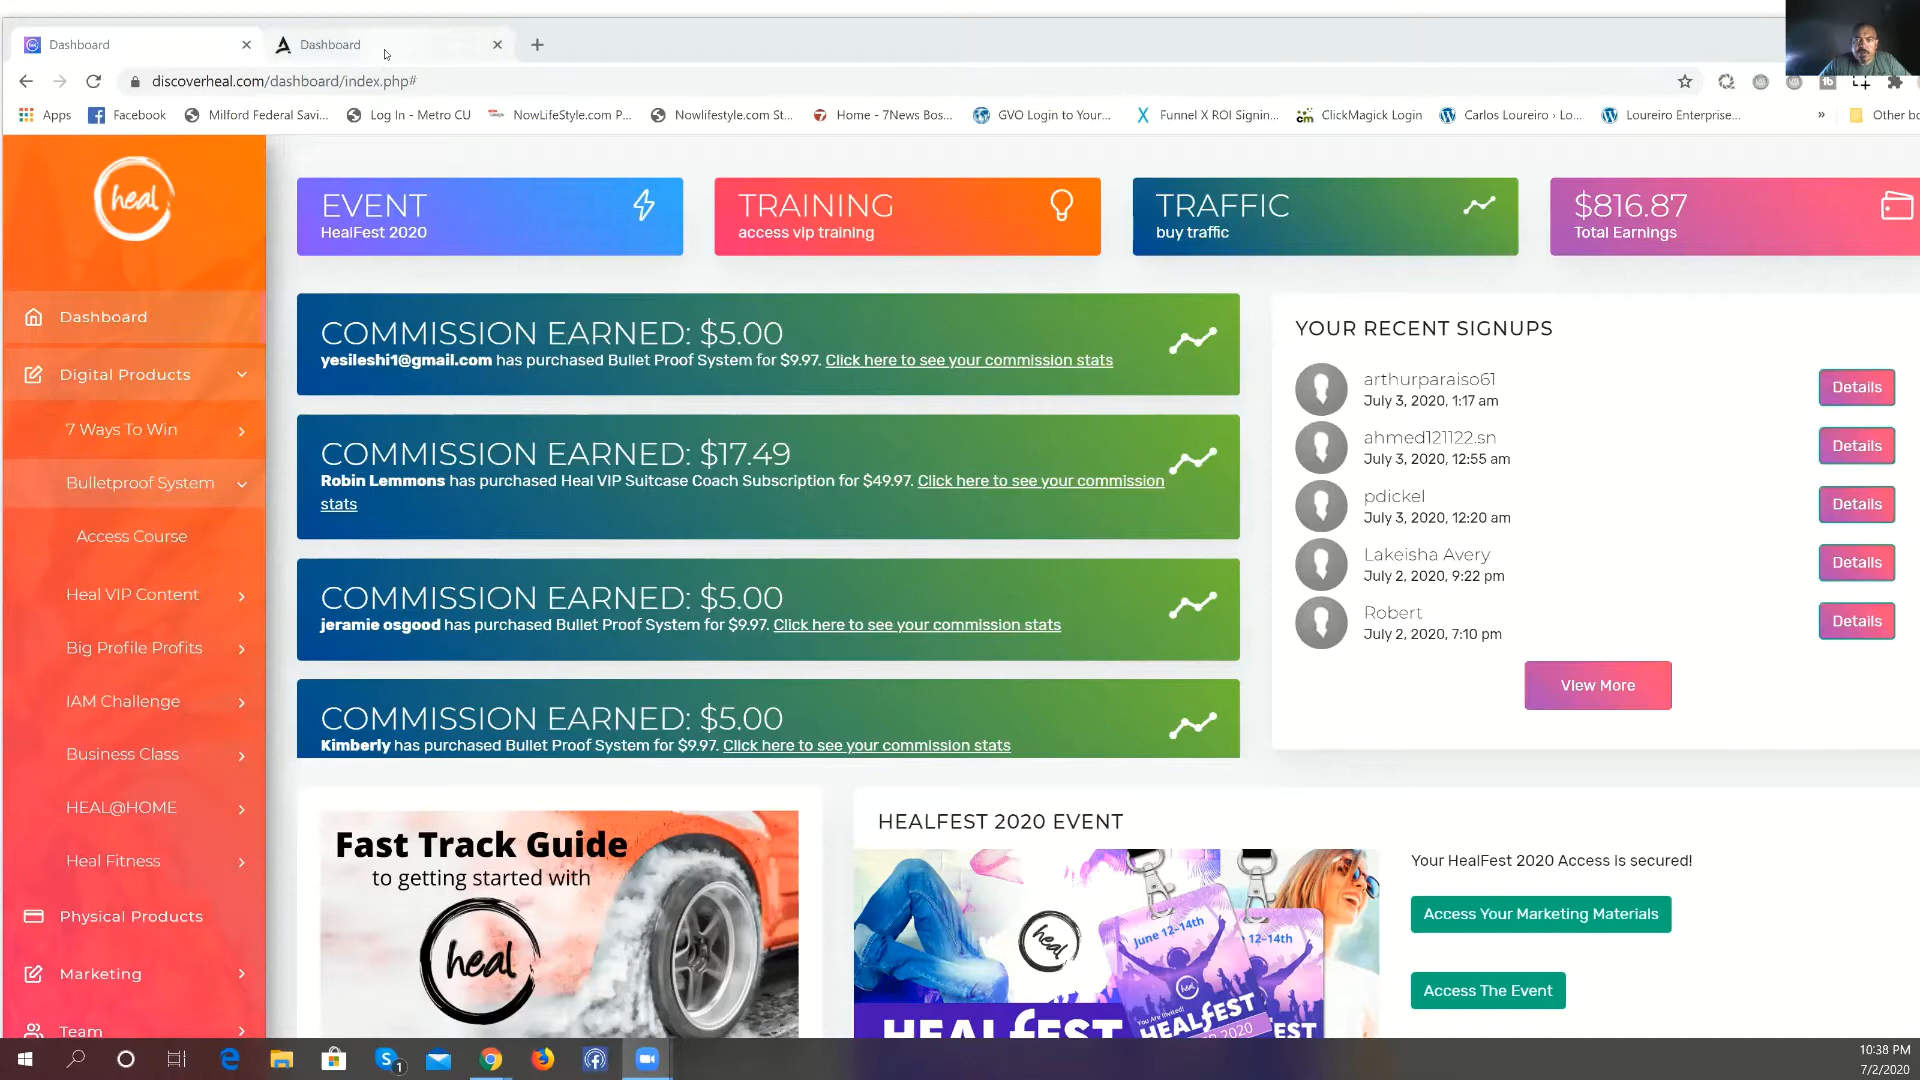 Dashboard
Dashboard
discoverheal.com/dashboard/index.php#
Apps
Facebook
Milford Federal Savi...
Log In - Metro CU
NowLifeStyle.com P...
Nowlifestyle.com St...
Home - 7News Bos...
GVO Login to Your...
Funnel X ROI Signin...
ClickMagick Login
Carlos Loureiro › Lo...
Loureiro Enterprise...
»
Other bo
heal
Dashboard
Digital Products
7 Ways To Win
Bulletproof System
Access Course
Heal VIP Content
Big Profile Profits
IAM Challenge
Business Class
HEAL@HOME
Heal Fitness
Physical Products
Marketing
Team
EVENT
HealFest 2020
TRAINING
access vip training
TRAFFIC
buy traffic
$816.87
Total Earnings
COMMISSION EARNED: $5.00
yesileshi1@gmail.com has purchased Bullet Proof System for $9.97. Click here to see your commission stats
COMMISSION EARNED: $17.49
Robin Lemmons has purchased Heal VIP Suitcase Coach Subscription for $49.97. Click here to see your commission
stats
COMMISSION EARNED: $5.00
jeramie osgood has purchased Bullet Proof System for $9.97. Click here to see your commission stats
COMMISSION EARNED: $5.00
Kimberly has purchased Bullet Proof System for $9.97. Click here to see your commission stats
YOUR RECENT SIGNUPS
arthurparaiso61
July 3, 2020, 1:17 am
Details
ahmed121122.sn
July 3, 2020, 12:55 am
Details
pdickel
July 3, 2020, 12:20 am
Details
Lakeisha Avery
July 2, 2020, 9:22 pm
Details
Robert
July 2, 2020, 7:10 pm
Details
View More
Fast Track Guide
to getting started with
heal
HEALFEST 2020 EVENT
heal
June 12-14th
12-14th
heal
You Are Invited!
HEALFEST
2020
EST
HEALFEST
Your HealFest 2020 Access is secured!
Access Your Marketing Materials
Access The Event
1
10:38 PM
7/2/2020